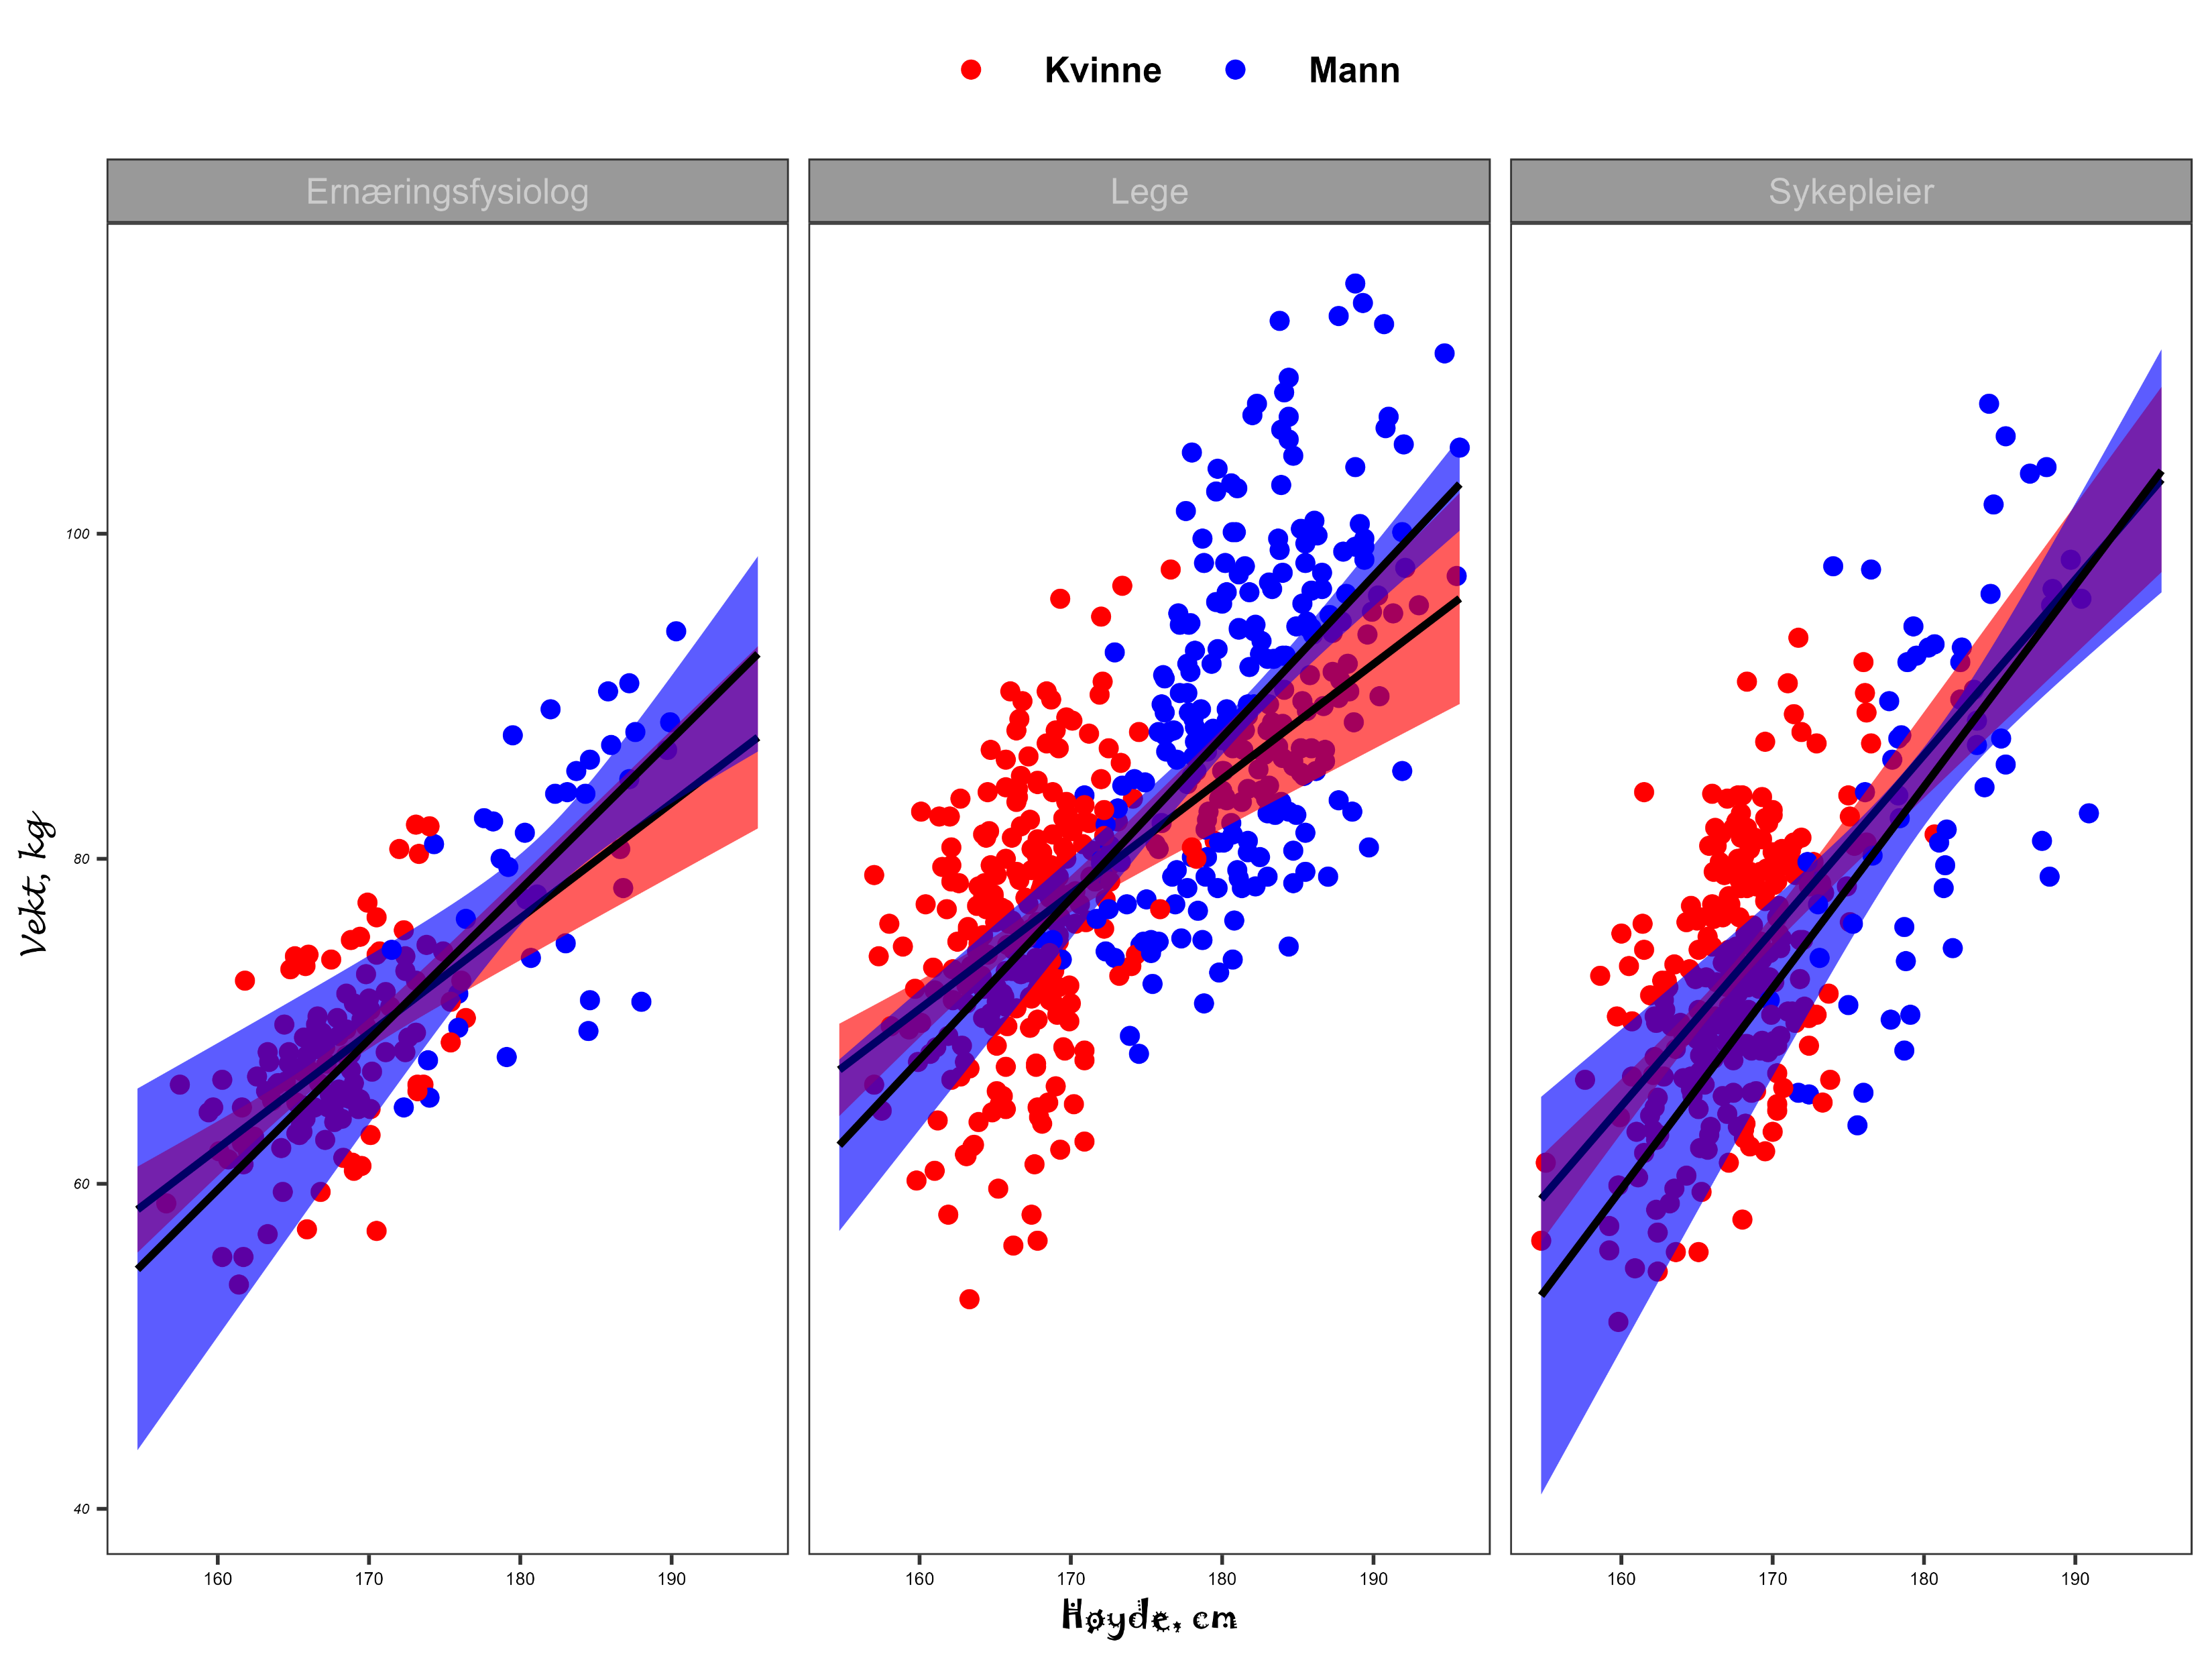 Kvinne Mann
Ernæringsfysiolog Lege Sykepleier
100
80
60
40
Vekt, kg
160 170 180 190 160 170 180 190 160 170 180 190
Høyde, cm